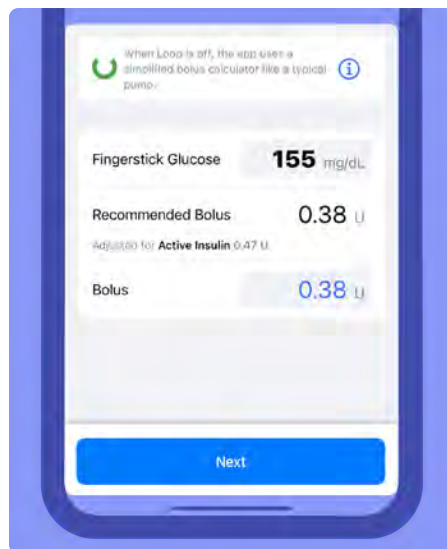 When Loop is off, the app uses a
simplified bolus calculator like a typical
pump.
Fingerstick Glucose 155 mg/dL
Recommended Bolus 0.38 U
Adjusted for Active Insulin 0.47 U
Bolus 0.38 U
Next